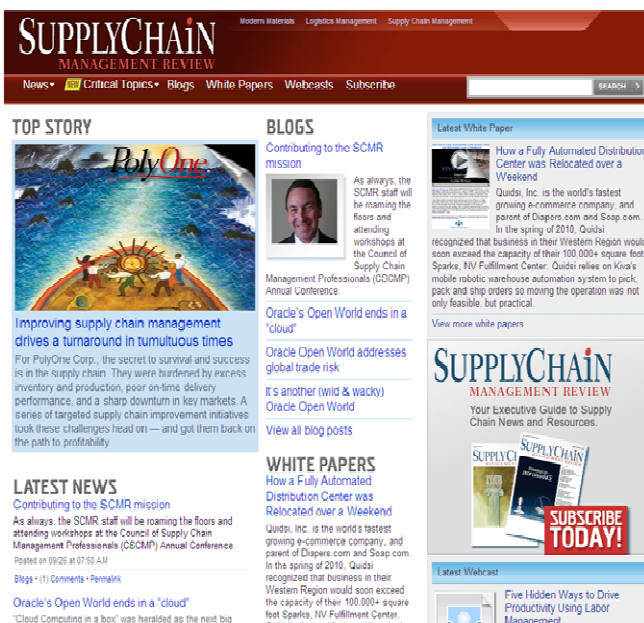 Modern Materials Logistics Management Supply Chain Management
SUPPLYCHAIN
MANAGEMENT REVIEW
News NEW Critical Topics Blogs White Papers Webcasts Subscribe
SEARCH
TOP STORY
PolyOne
Improving supply chain management
drives a turnaround in tumultuous times
For PolyOne Corp., the secret to survival and success
is in the supply chain. They were burdened by excess
inventory and production, poor on-time delivery
performance, and a sharp downturn in key markets. A
series of targeted supply chain improvement initiatives
took these challenges head on — and got them back on
the path to profitability.
LATEST NEWS
Contributing to the SCMR mission
As always, the SCMR staff will be roaming the floors and
attending workshops at the Council of Supply Chain
Management Professionals (CSCMP) Annual Conference.
Posted on 09/26 at 07:50 AM
Blogs • (1) Comments • Permalink
Oracle's Open World ends in a "cloud"
"Cloud Computing in a box" was heralded as the next big
BLOGS
Contributing to the SCMR
mission
As always, the
SCMR staff will
be roaming the
floors and
attending
workshops at
the Council of
Supply Chain
Management Professionals (CSCMP)
Annual Conference.
Oracle's Open World ends in a
"cloud"
Oracle Open World addresses
global trade risk
It's another (wild & wacky)
Oracle Open World
View all blog posts
WHITE PAPERS
How a Fully Automated
Distribution Center was
Relocated over a Weekend
Quidsi, Inc. is the world's fastest
growing e-commerce company, and
parent of Diapers.com and Soap.com.
In the spring of 2010, Quidsi
recognized that business in their
Western Region would soon exceed
the capacity of their 100,000+ square
foot Sparks, NV Fulfillment Center.
Latest White Paper
How a Fully Automated Distribution
Center was Relocated over a
Weekend
Quidsi, Inc. is the world's fastest
growing e-commerce company, and
parent of Diapers.com and Soap.com.
In the spring of 2010, Quidsi
recognized that business in their Western Region would
soon exceed the capacity of their 100,000+ square foot
Sparks, NV Fulfillment Center. Quidsi relies on Kiva's
mobile robotic warehouse automation system to pick,
pack and ship orders so moving the operation was not
only feasible, but practical.
View more white papers
SUPPLYCHAIN
MANAGEMENT REVIEW
Your Executive Guide to Supply
Chain News and Resources.
SUPPLYC
SUPPLYCHAIN
SUBSCRIBE
TODAY!
Latest Webcast
Five Hidden Ways to Drive
Productivity Using Labor
Management